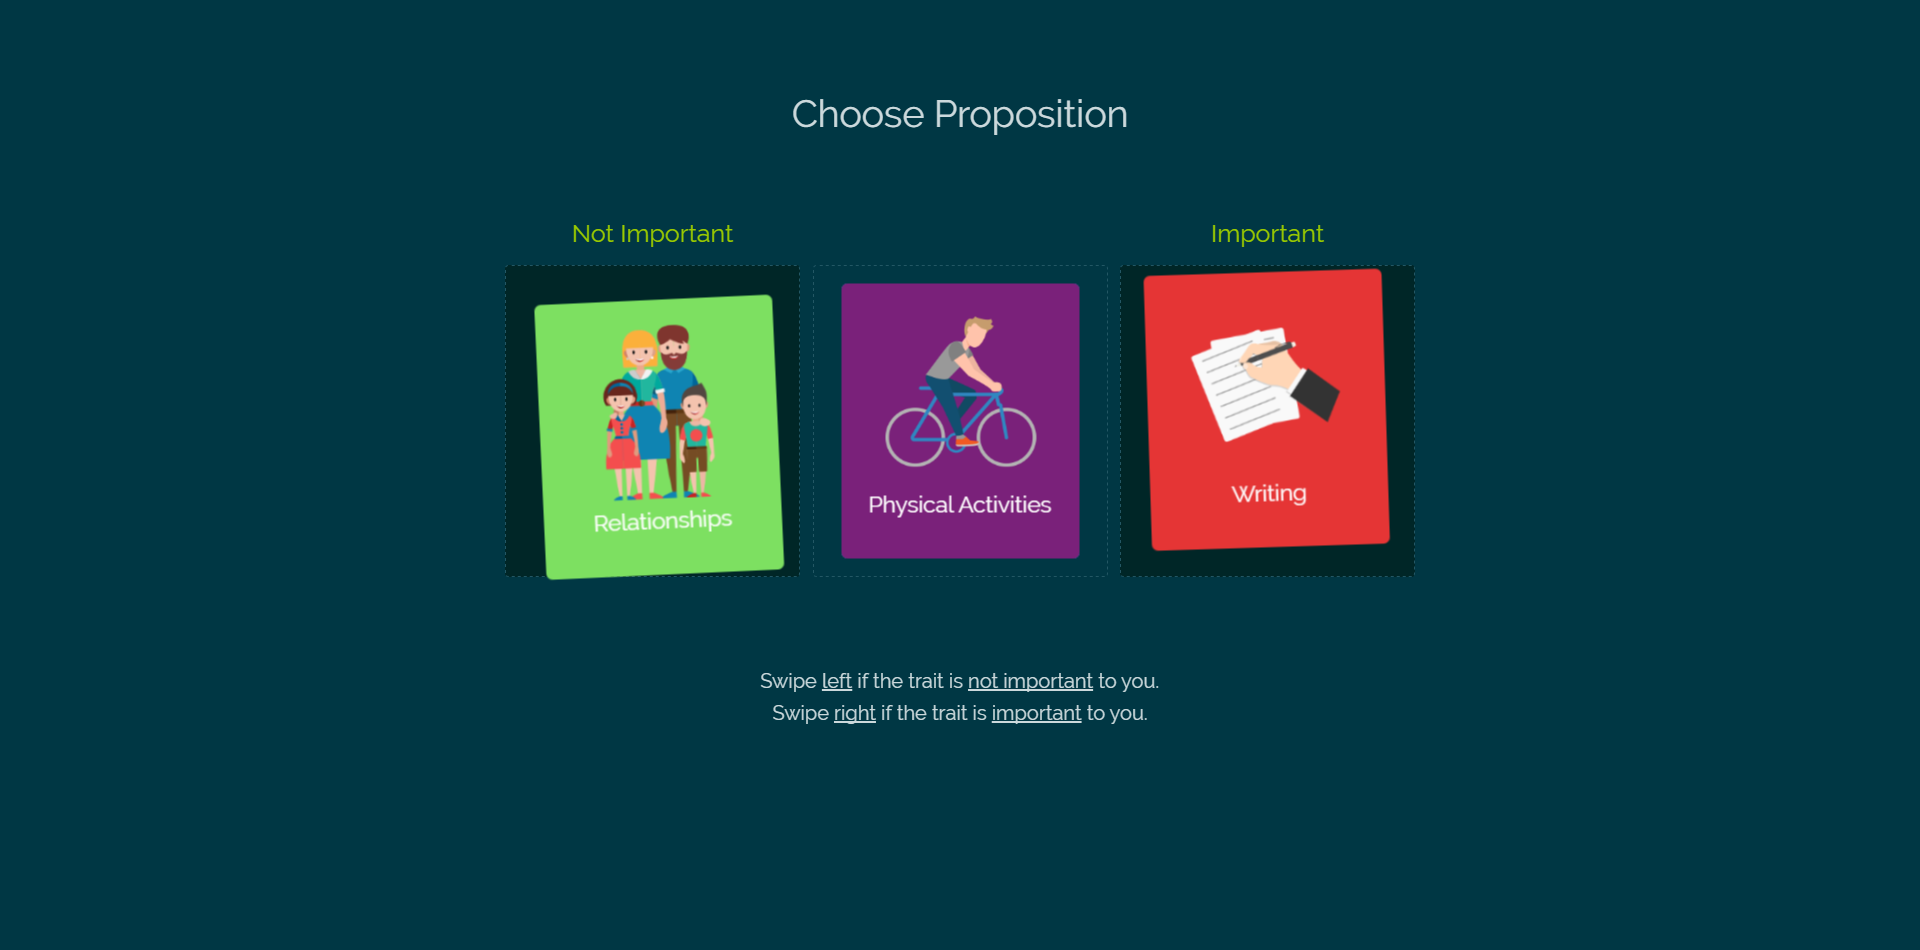 Choose Proposition
Not Important
Important
Relationships
Physical Activities
Writing
Swipe left if the trait is not important to you.
Swipe right if the trait is important to you.